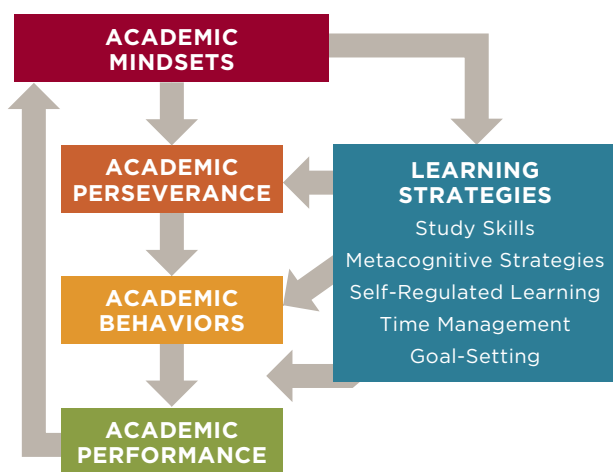 ACADEMIC
MINDSETS
ACADEMIC
PERSEVERANCE
LEARNING
STRATEGIES
Study Skills
Metacognitive Strategies
Self-Regulated Learning
Time Management
Goal-Setting
ACADEMIC
BEHAVIORS
ACADEMIC
PERFORMANCE